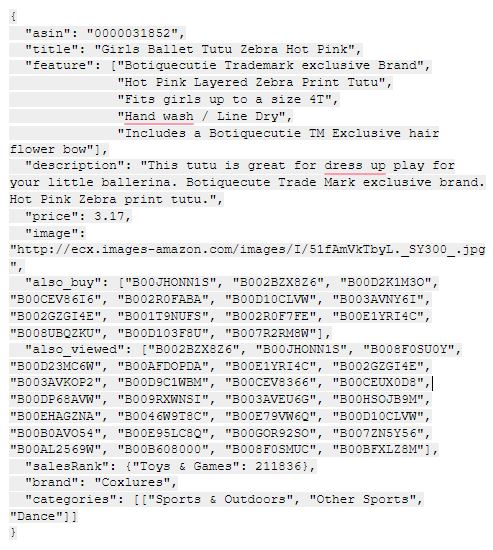 {
  "asin": "0000031852",
  "title": "Girls Ballet Tutu Zebra Hot Pink",
  "feature": ["Botiquecutie Trademark exclusive Brand",
              "Hot Pink Layered Zebra Print Tutu",
              "Fits girls up to a size 4T",
              "Hand wash / Line Dry",
              "Includes a Botiquecutie TM Exclusive hair
flower bow"],
  "description": "This tutu is great for dress up play for
your little ballerina. Botiquecute Trade Mark exclusive brand.
Hot Pink Zebra print tutu.",
  "price": 3.17,
  "image":
"http://ecx.images-amazon.com/images/I/51fAmVkTbyL._SY300_.jpg
",
  "also_buy": ["B00JHONN1S", "B002BZX8Z6", "B00D2K1M3O",
"B00CEV86I6", "B002R0FABA", "B00D10CLVW", "B003AVNY6I",
"B002GZGI4E", "B001T9NUFS", "B002R0F7FE", "B00E1YRI4C",
"B008UBQZKU", "B00D103F8U", "B007R2RM8W"],
  "also_viewed": ["B002BZX8Z6", "B00JHONN1S", "B008F0SU0Y",
"B00D23MC6W", "B00AFDOPDA", "B00E1YRI4C", "B002GZGI4E",
"B003AVKOP2", "B00D9C1WBM", "B00CEV8366", "B00CEUX0D8",
"B00DP68AVW", "B009RXWNSI", "B003AVEU6G", "B00HSOJB9M",
"B00EHAGZNA", "B0046W9T8C", "B00E79VW6Q", "B00D10CLVW",
"B00B0AVO54", "B00E95LC8Q", "B00GOR92SO", "B007ZN5Y56",
"B00AL2569W", "B00B608000", "B008F0SMUC", "B00BFXLZ8M"],
  "salesRank": {"Toys & Games": 211836},
  "brand": "Coxlures",
  "categories": [["Sports & Outdoors", "Other Sports",
"Dance"]]
}